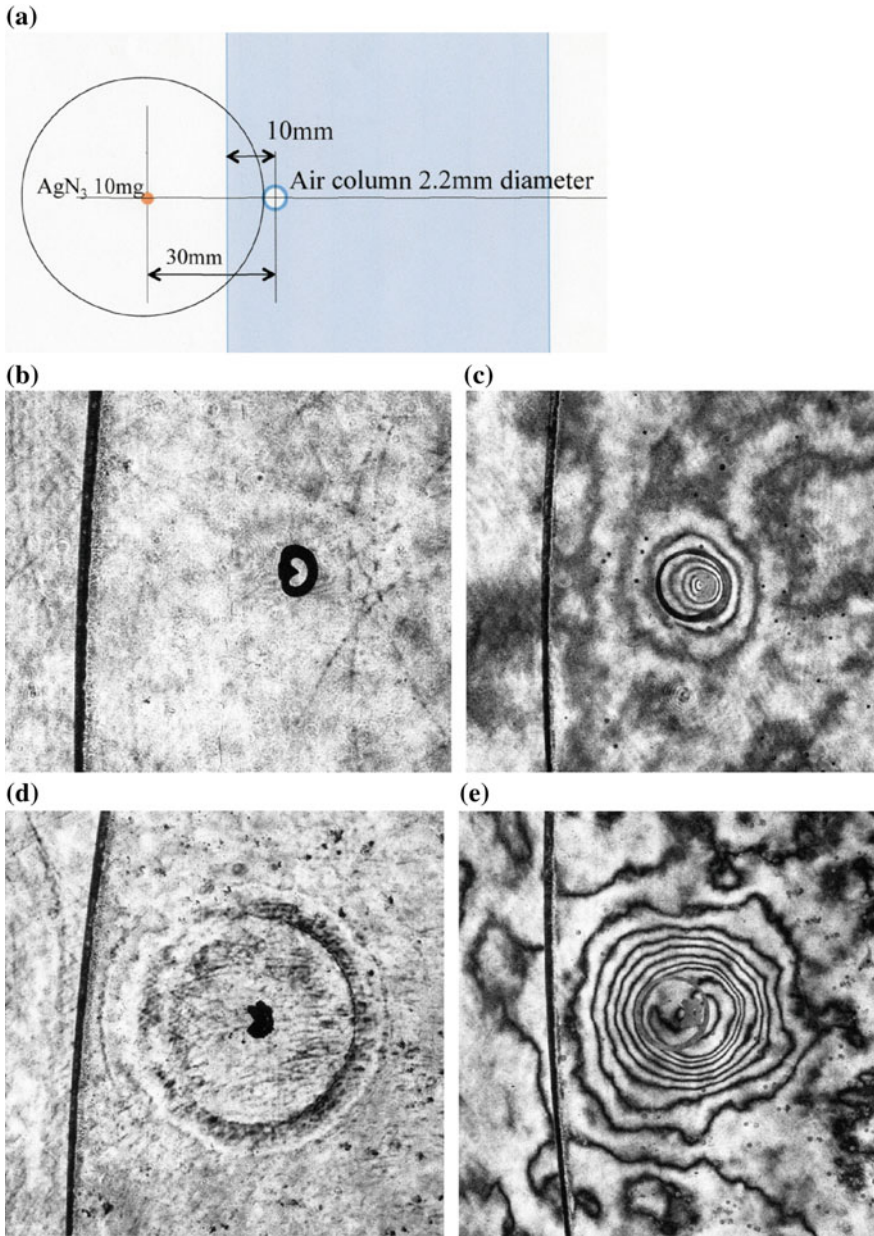 (a)
10mm
AgN₃ 10mg
Air column 2.2mm diameter
30mm
(b)
(c)
(d)
(e)